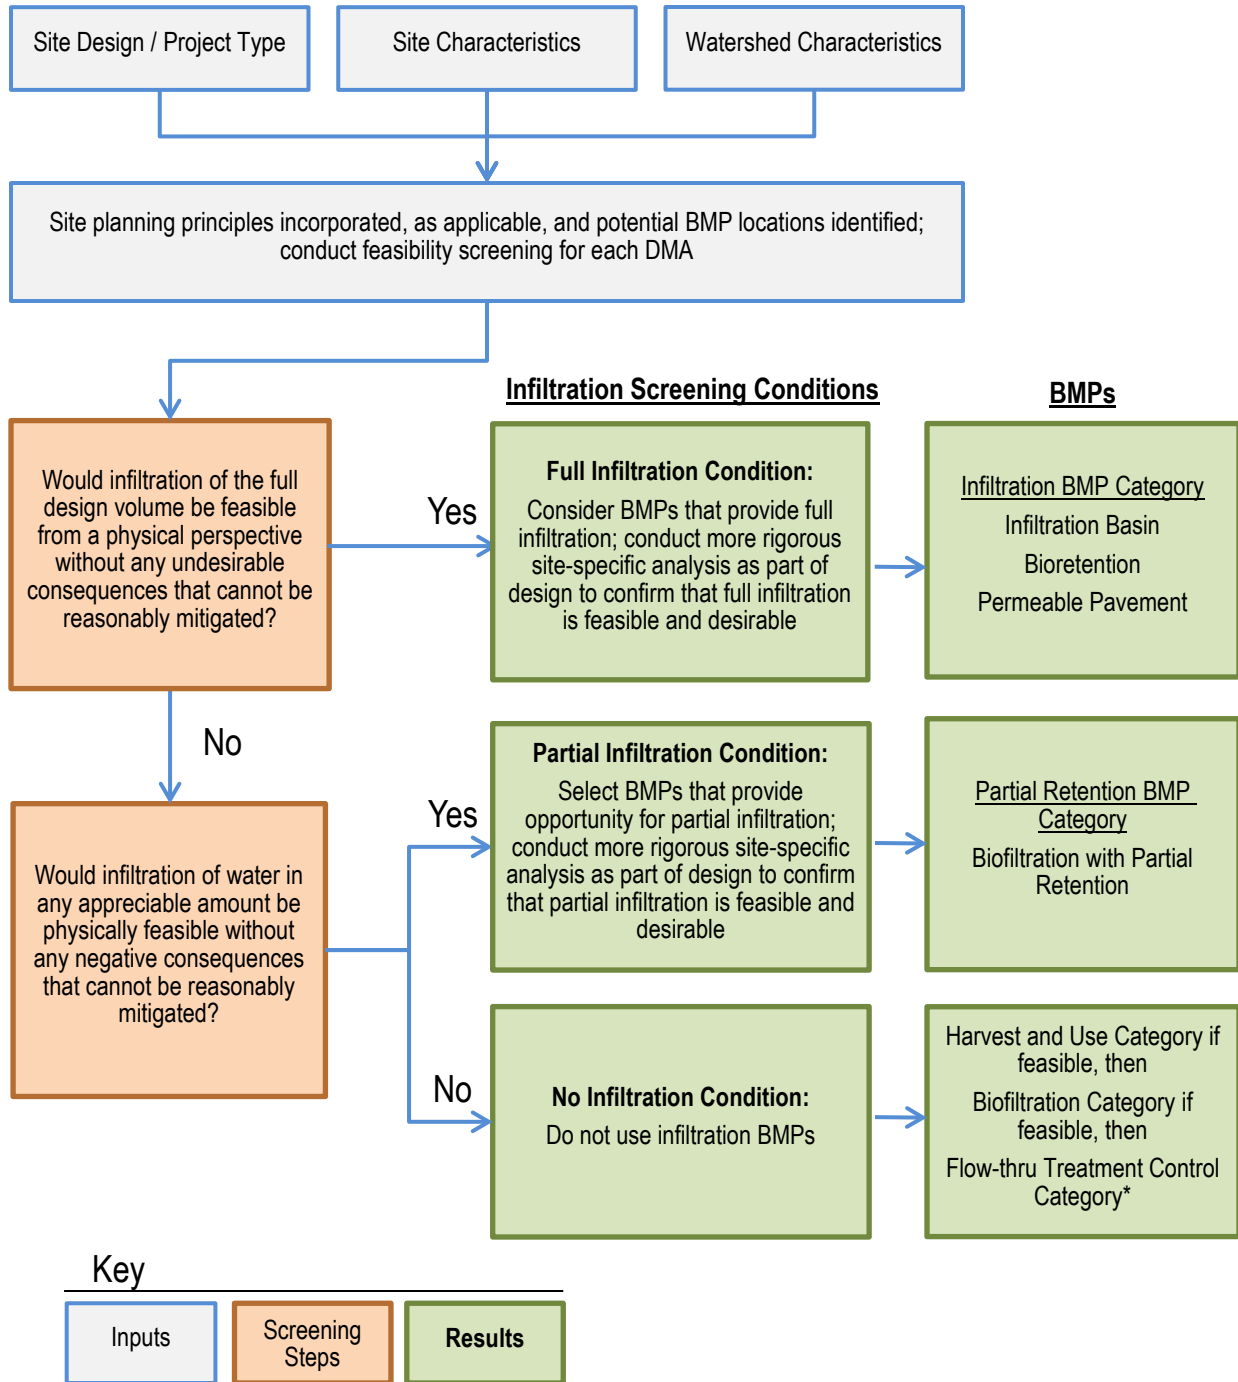 Site Design / Project Type
Site Characteristics
Watershed Characteristics
Site planning principles incorporated, as applicable, and potential BMP locations identified;
conduct feasibility screening for each DMA
Infiltration Screening Conditions
BMPs
Would infiltration of the full
design volume be feasible
from a physical perspective
without any undesirable
consequences that cannot be
reasonably mitigated?
Yes
Full Infiltration Condition:
Consider BMPs that provide full
infiltration; conduct more rigorous
site-specific analysis as part of
design to confirm that full infiltration
is feasible and desirable
Infiltration BMP Category
Infiltration Basin
Bioretention
Permeable Pavement
No
Would infiltration of water in
any appreciable amount be
physically feasible without
any negative consequences
that cannot be reasonably
mitigated?
Yes
Partial Infiltration Condition:
Select BMPs that provide
opportunity for partial infiltration;
conduct more rigorous site-specific
analysis as part of design to confirm
that partial infiltration is feasible and
desirable
Partial Retention BMP
Category
Biofiltration with Partial
Retention
No
No Infiltration Condition:
Do not use infiltration BMPs
Harvest and Use Category if
feasible, then
Biofiltration Category if
feasible, then
Flow-thru Treatment Control
Category*
Key
Inputs
Screening
Steps
Results